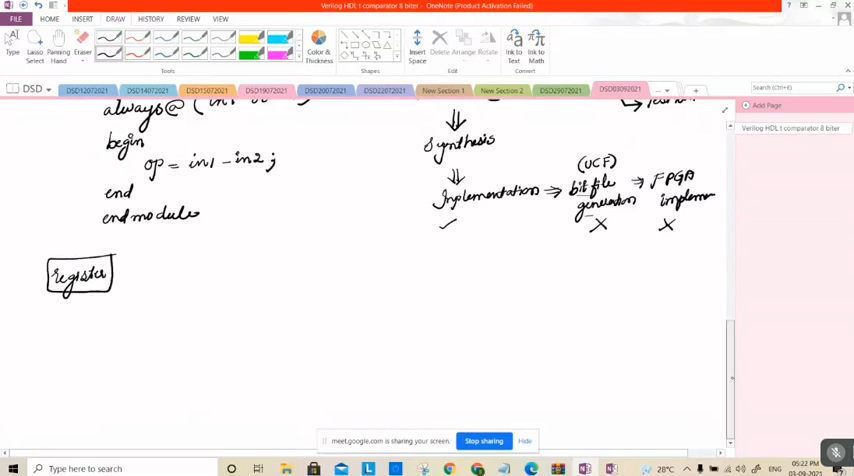 Verilog HDL t comparator 8 biter - OneNote (Product Activation Failed)
FILE HOME INSERT DRAW HISTORY REVIEW VIEW
Type Lasso Select Panning Hand Eraser Color & Thickness Insert Space Delete Arrange Rotate Ink to Text Ink to Math
Tools Shapes Edit Convert
DSD DSD12072021 DSD14072021 DSD15072021 DSD19072021 DSD20072021 DSD22072021 New Section 1 New Section 2 DSD29072021 DSD03092021 Search (Ctrl+E)
Add Page
Verilog HDL t comparator 8 biter
always@ (
begin
op = in1 - in2 ;
end
endmodule
Synthesis
Implementation ⇒ bit file generation ⇒ FPGA
(UCF)
✓ X X
register
meet.google.com is sharing your screen. Stop sharing Hide
Type here to search
28°C ENG 05:22 PM
03-09-2021